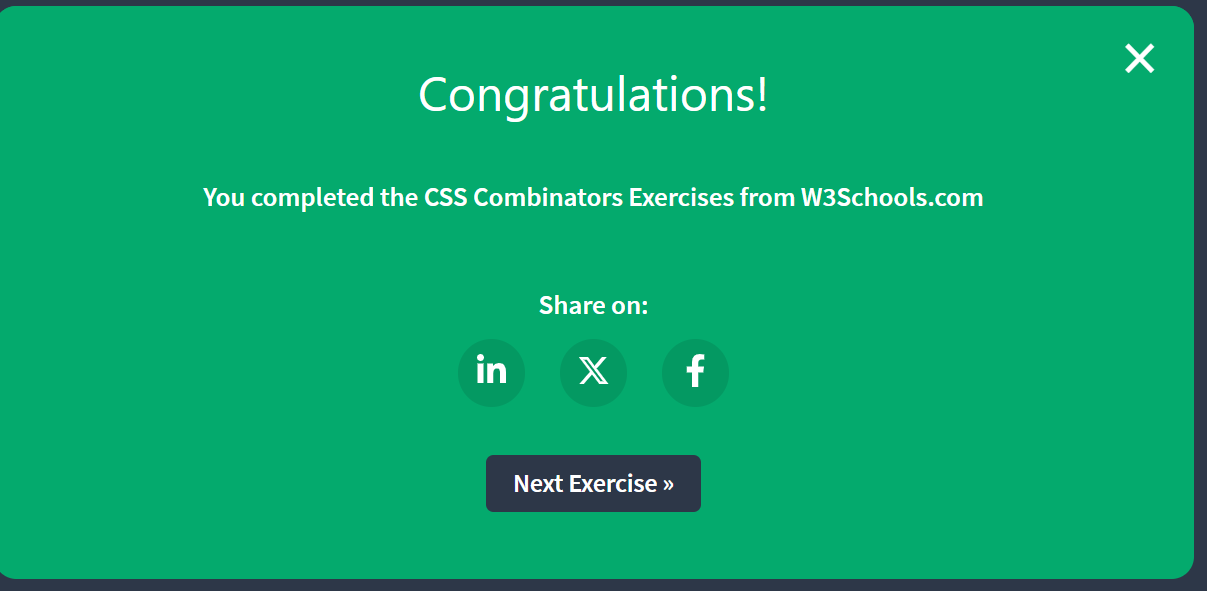 Congratulations!
You completed the CSS Combinators Exercises from W3Schools.com
Share on:
in
X
f
Next Exercise »